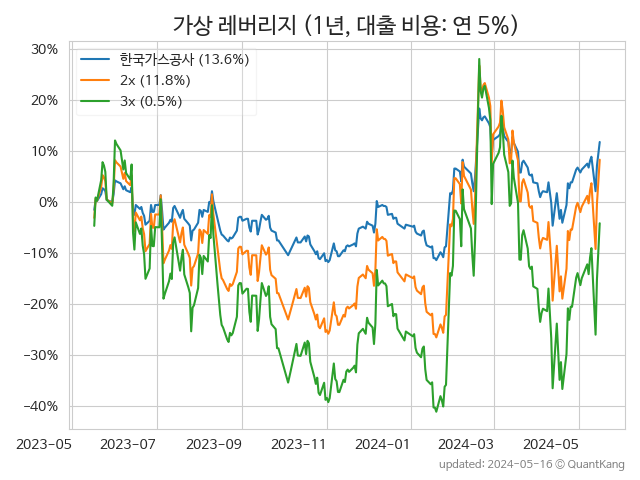 가상 레버리지 (1년, 대출 비용: 연 5%)
30%
20%
10%
0%
−10%
−20%
−30%
−40%
한국가스공사 (13.6%)
2x (11.8%)
3x (0.5%)
2023-05 2023-07 2023-09 2023-11 2024-01 2024-03 2024-05
updated: 2024-05-16 © QuantKang